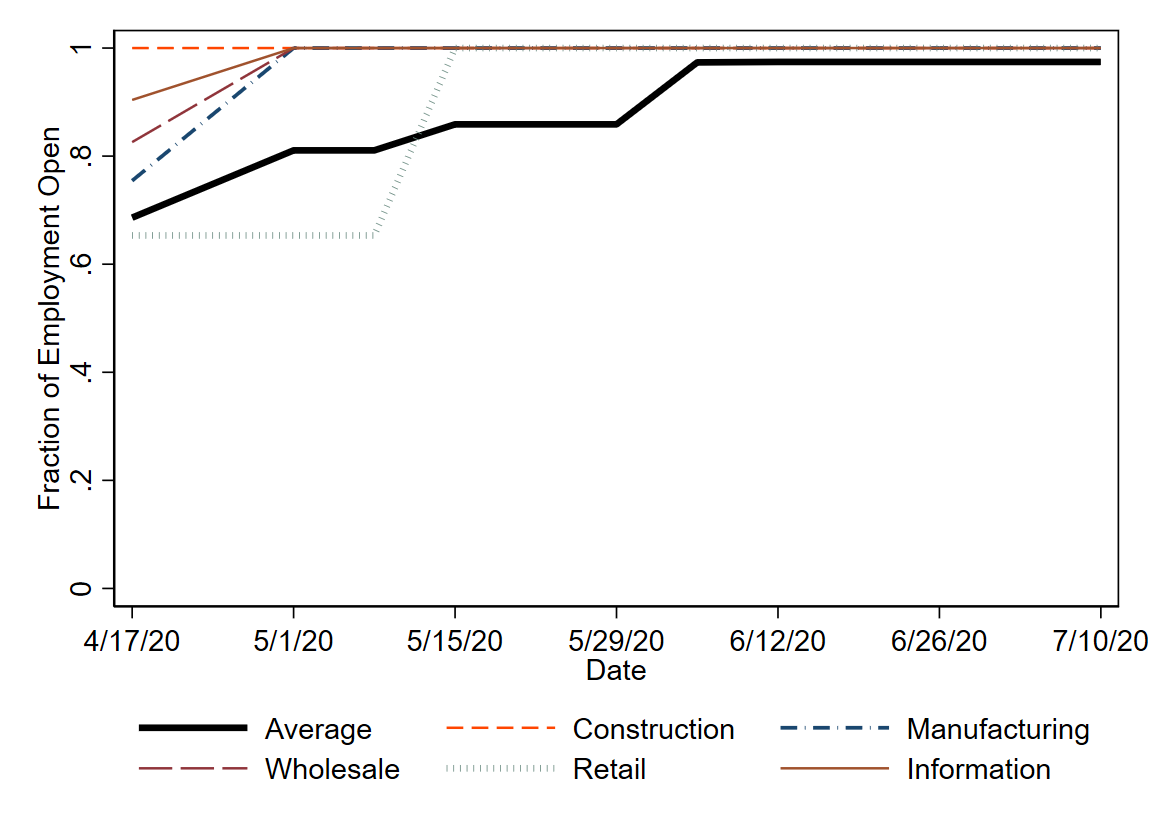 Fraction of Employment Open
1
.8
.6
.4
.2
0
4/17/20 5/1/20 5/15/20 5/29/20 6/12/20 6/26/20 7/10/20
Date
Average Construction Manufacturing
Wholesale Retail Information